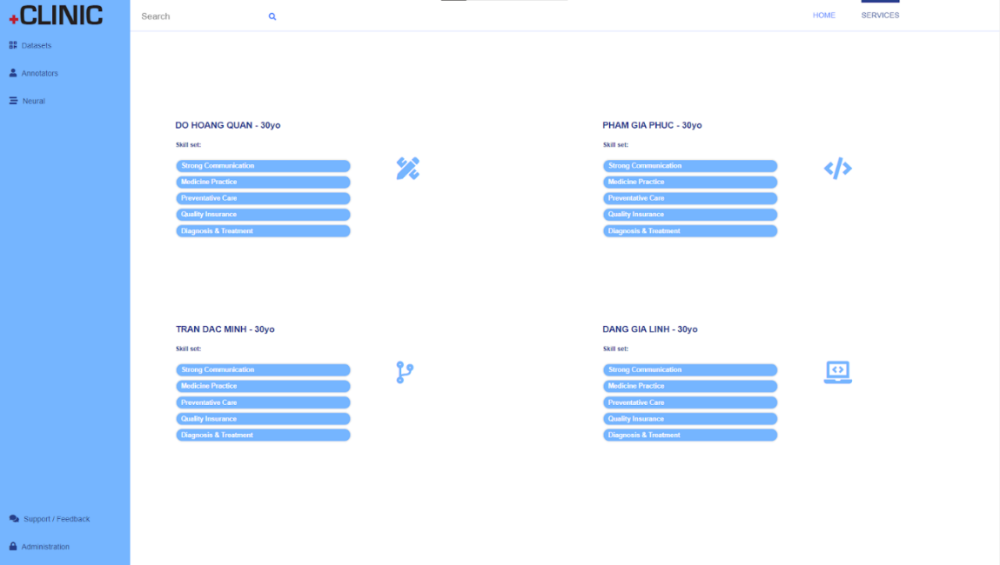 +CLINIC
Search
HOME
SERVICES
Datasets
Annotators
Neural
DO HOANG QUAN - 30yo
Skill set:
Strong Communication
Medicine Practice
Preventative Care
Quality Insurance
Diagnosis & Treatment
PHAM GIA PHUC - 30yo
Skill set:
Strong Communication
Medicine Practice
Preventative Care
Quality Insurance
Diagnosis & Treatment
TRAN DAC MINH - 30yo
Skill set:
Strong Communication
Medicine Practice
Preventative Care
Quality Insurance
Diagnosis & Treatment
DANG GIA LINH - 30yo
Skill set:
Strong Communication
Medicine Practice
Preventative Care
Quality Insurance
Diagnosis & Treatment
Support / Feedback
Administration